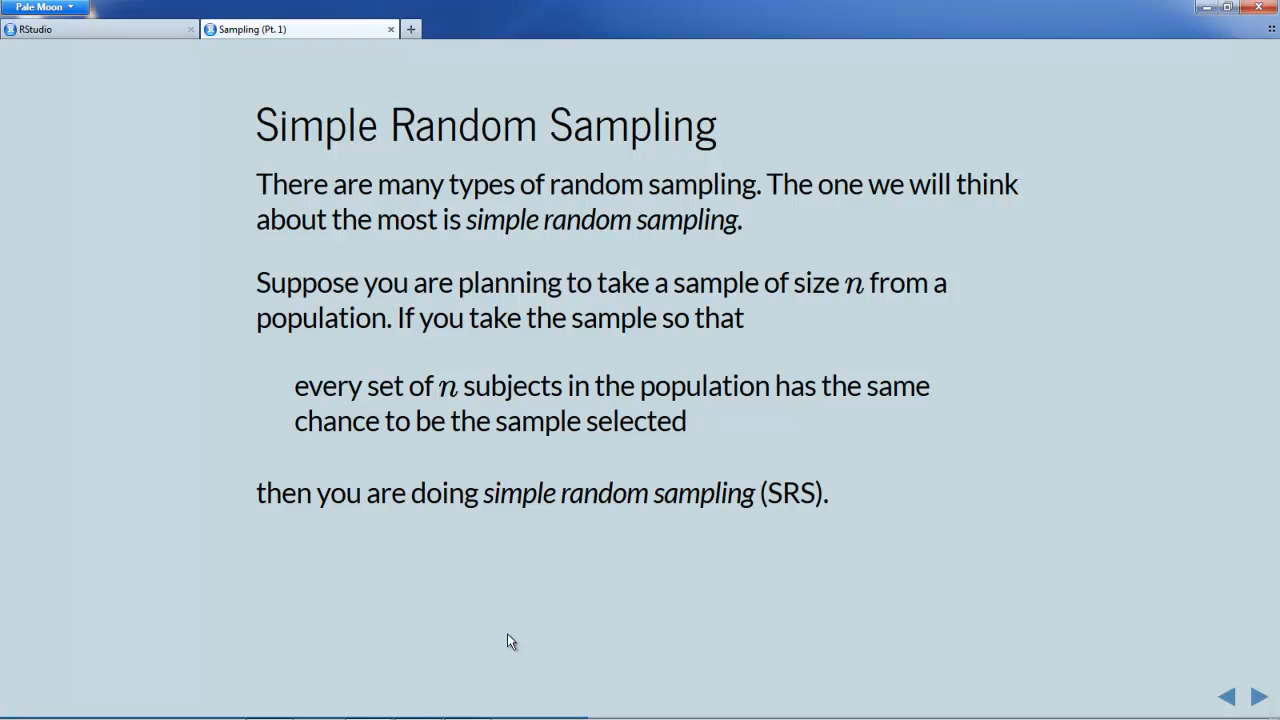 Pale Moon
RStudio
Sampling (Pt. 1)
Simple Random Sampling
There are many types of random sampling. The one we will think
about the most is simple random sampling.
Suppose you are planning to take a sample of size n from a
population. If you take the sample so that
every set of n subjects in the population has the same
chance to be the sample selected
then you are doing simple random sampling (SRS).